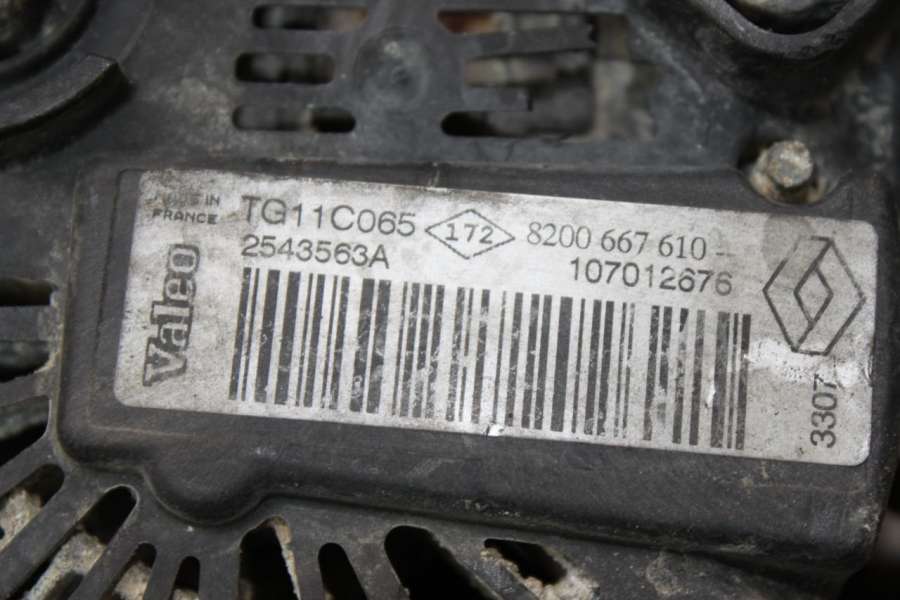 MADE IN
FRANCE
TG11C065
172
8200 667 610 -
2543563A
107012676
Valeo
3307